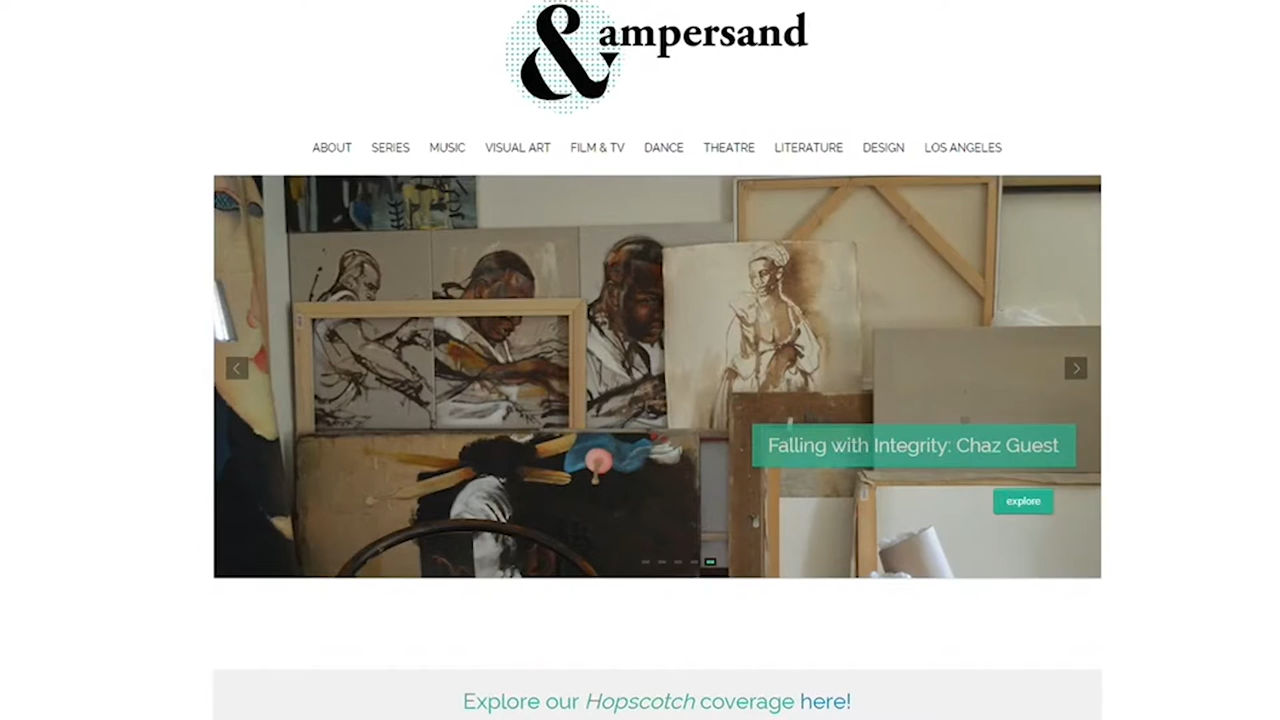 & ampersand
ABOUT SERIES MUSIC VISUAL ART FILM & TV DANCE THEATRE LITERATURE DESIGN LOS ANGELES
Falling with Integrity: Chaz Guest
explore
Explore our Hopscotch coverage here!